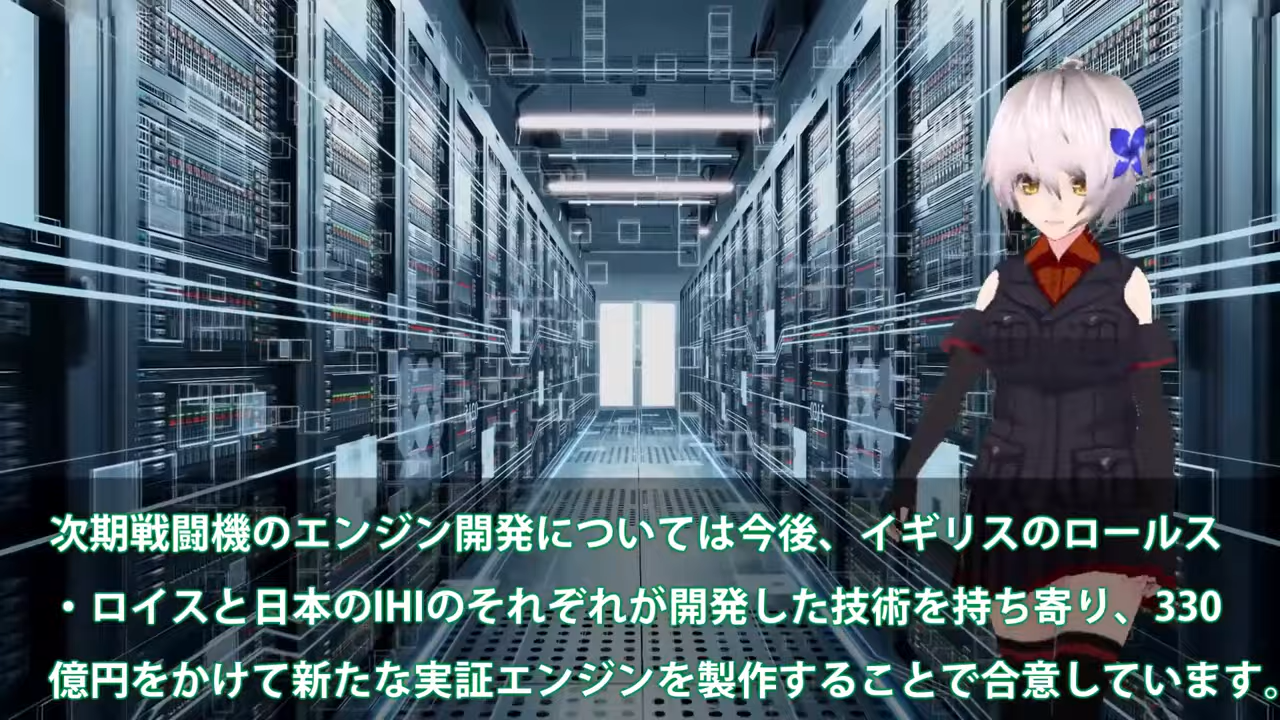 次期戦闘機のエンジン開発については今後、イギリスのロールス
・ロイスと日本のIHIのそれぞれが開発した技術を持ち寄り、330
億円をかけて新たな実証エンジンを製作することで合意しています。